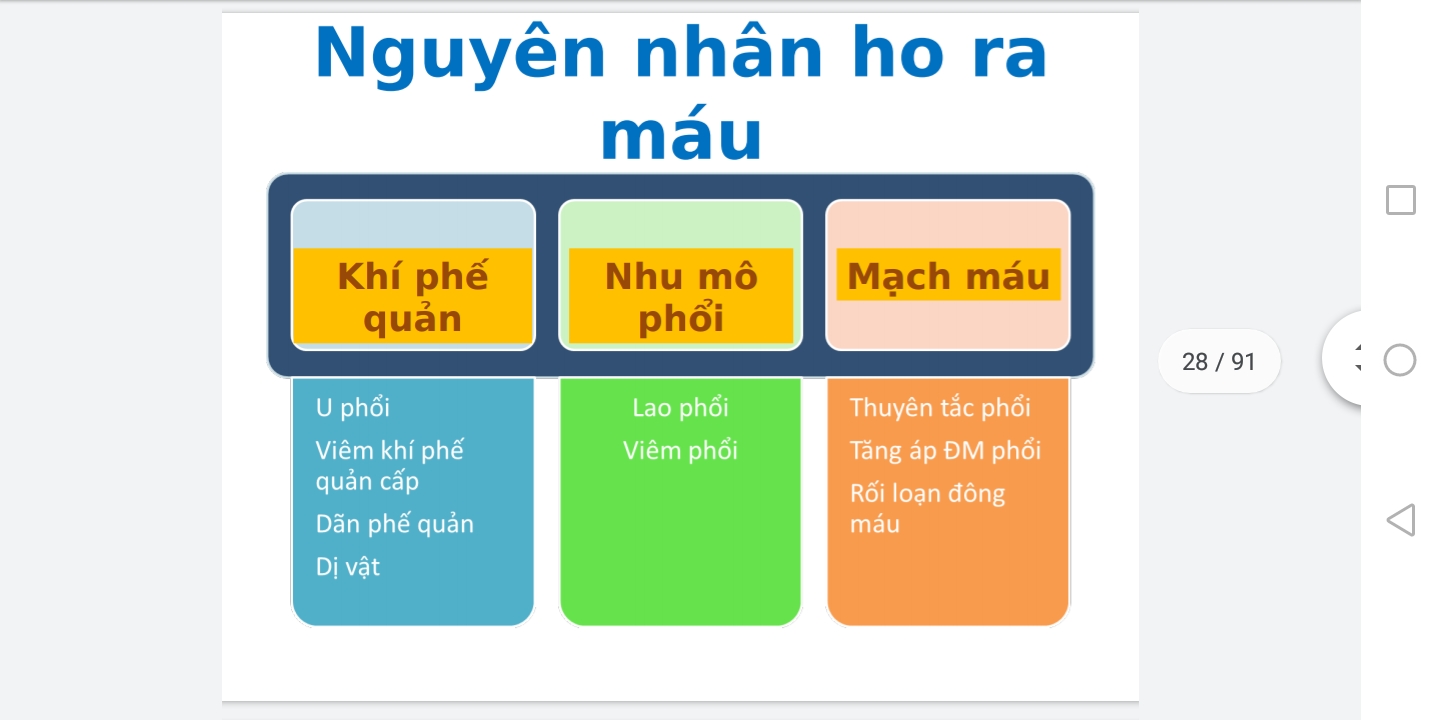 Nguyên nhân ho ra
máu
Khí phế
quản
Nhu mô
phổi
Mạch máu
U phổi
Viêm khí phế
quản cấp
Dãn phế quản
Dị vật
Lao phổi
Viêm phổi
Thuyên tắc phổi
Tăng áp ĐM phổi
Rối loạn đông
máu
28 / 91